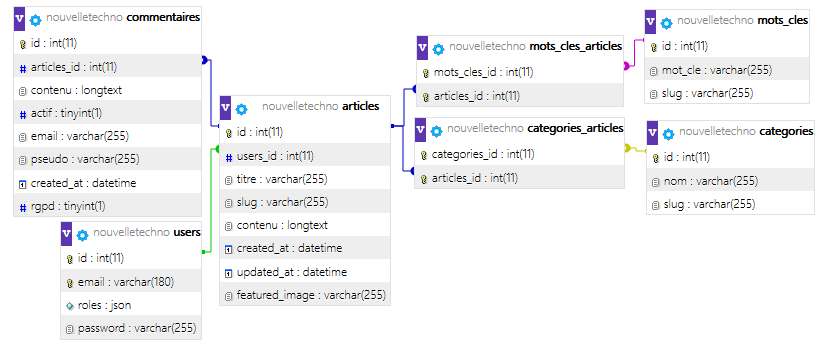 nouvelletechno commentaires
id : int(11)
articles_id : int(11)
contenu : longtext
actif : tinyint(1)
email : varchar(255)
pseudo : varchar(255)
created_at : datetime
rgpd : tinyint(1)
nouvelletechno users
id : int(11)
email : varchar(180)
roles : json
password : varchar(255)
nouvelletechno articles
id : int(11)
users_id : int(11)
titre : varchar(255)
slug : varchar(255)
contenu : longtext
created_at : datetime
updated_at : datetime
featured_image : varchar(255)
nouvelletechno mots_cles_articles
mots_cles_id : int(11)
articles_id : int(11)
nouvelletechno categories_articles
categories_id : int(11)
articles_id : int(11)
nouvelletechno mots_cles
id : int(11)
mot_cle : varchar(255)
slug : varchar(255)
nouvelletechno categories
id : int(11)
nom : varchar(255)
slug : varchar(255)